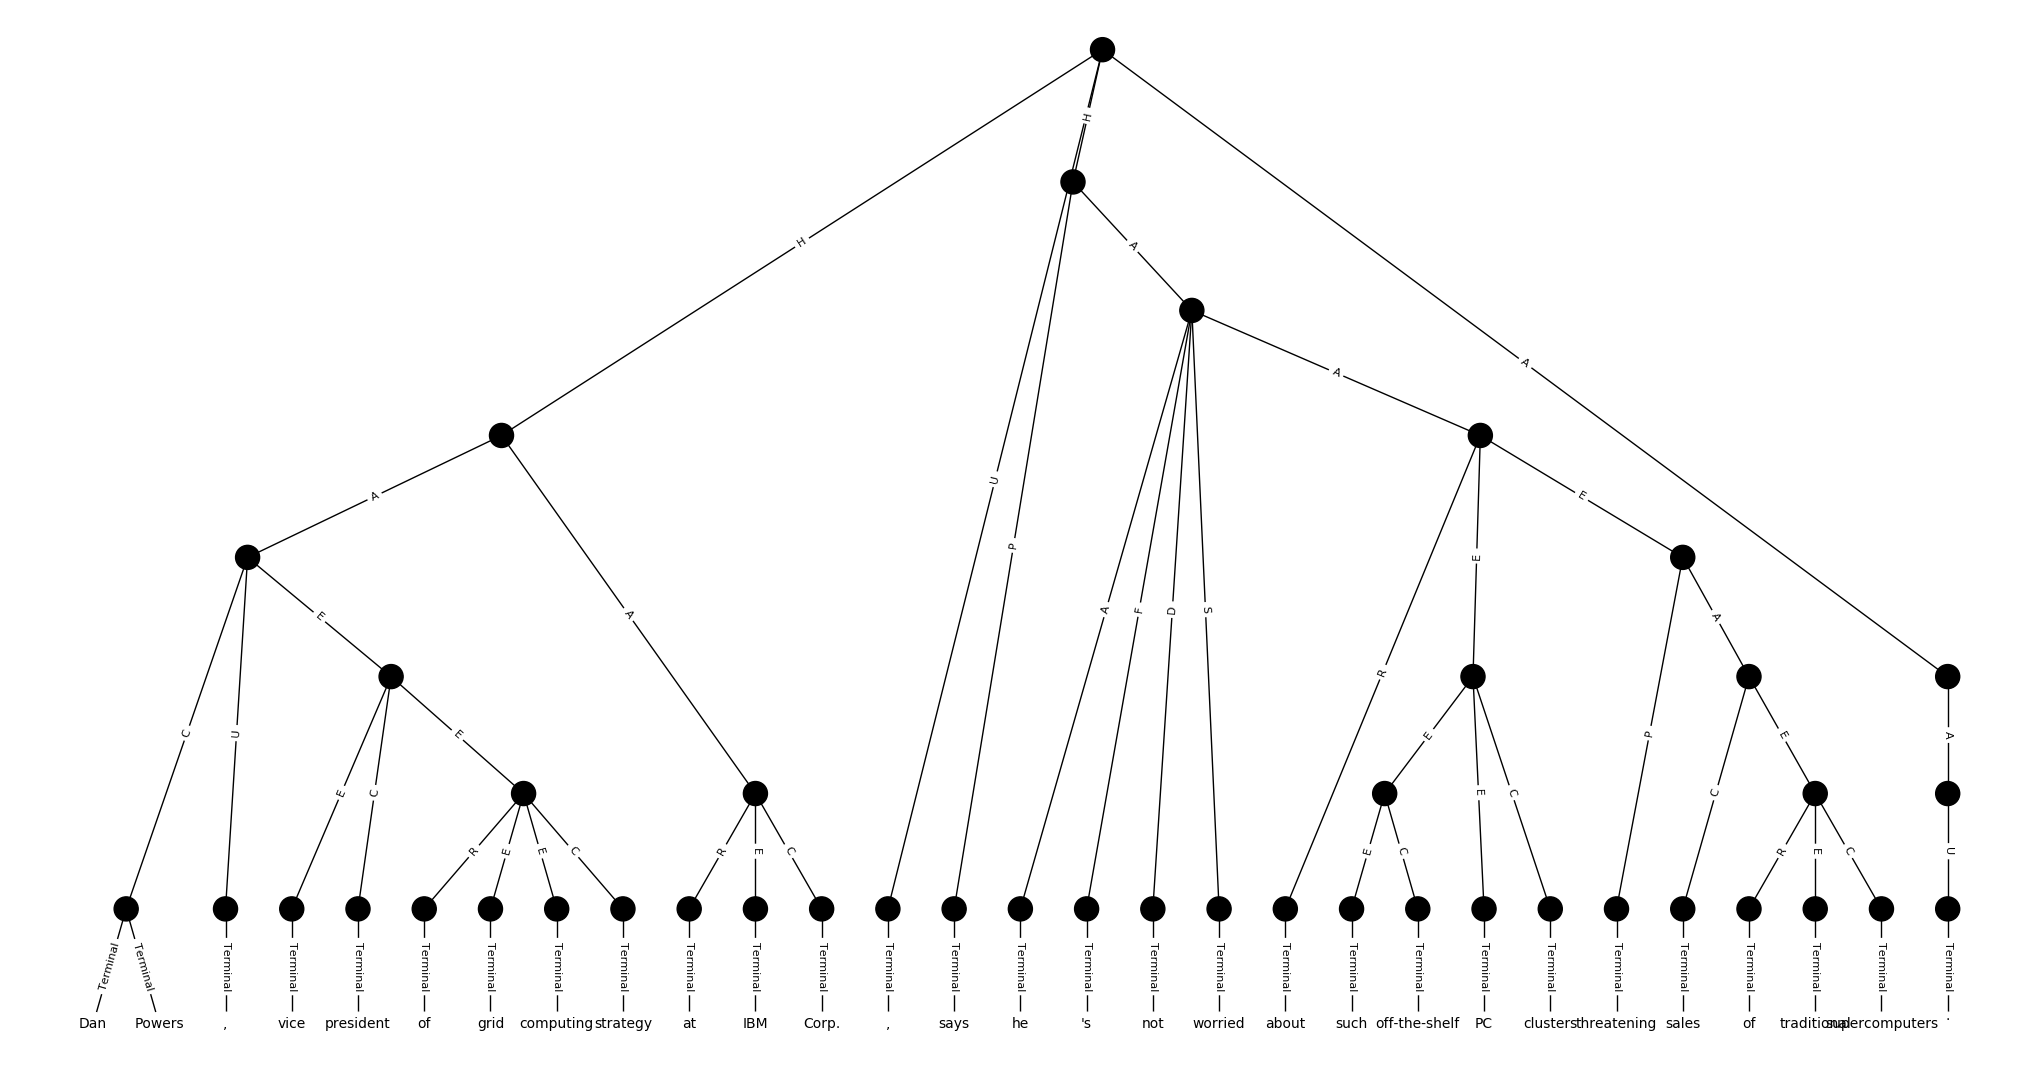 H
H
A
A
A
A
A
E
U
P
E
E
A
C
U
E
R
A
F
D
S
P
A
E
C
E
E
E
C
C
E
A
R
E
E
C
R
E
C
E
C
R
E
C
U
Terminal Terminal Terminal Terminal Terminal Terminal Terminal Terminal Terminal Terminal Terminal Terminal Terminal Terminal Terminal Terminal Terminal Terminal Terminal Terminal Terminal Terminal Terminal Terminal Terminal Terminal Terminal Terminal Terminal
Dan Powers , vice president of grid computing strategy at IBM Corp. , says he 's not worried about such off-the-shelf PC clusters threatening sales of traditional supercomputers .